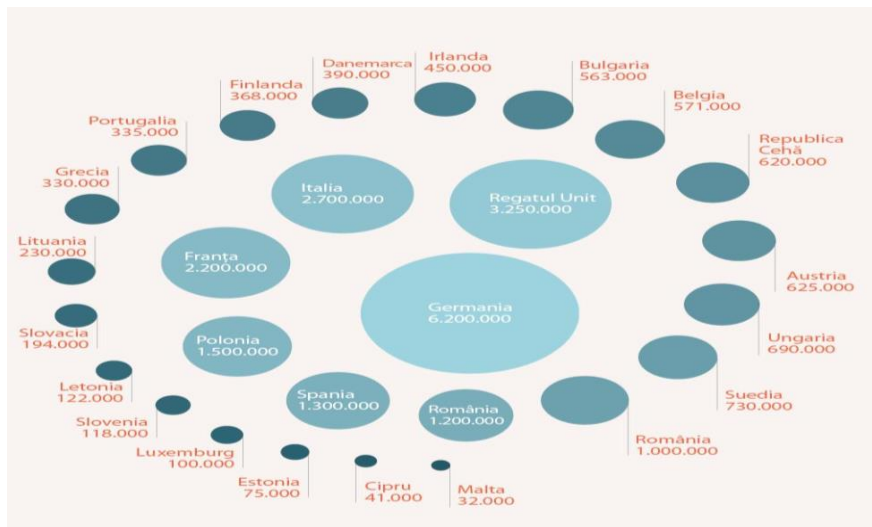 Irlanda
450.000
Danemarca
390.000
Finlanda
368.000
Portugalia
335.000
Grecia
330.000
Lituania
230.000
Slovacia
194.000
Letonia
122.000
Slovenia
118.000
Luxemburg
100.000
Estonia
75.000
Cipru
41.000
Malta
32.000
România
1.000.000
Suedia
730.000
Ungaria
690.000
Austria
625.000
Republica
Cehă
620.000
Belgia
571.000
Bulgaria
563.000
Italia
2.700.000
Regatul Unit
3.250.000
Franța
2.200.000
Germania
6.200.000
Polonia
1.500.000
Spania
1.300.000
România
1.200.000